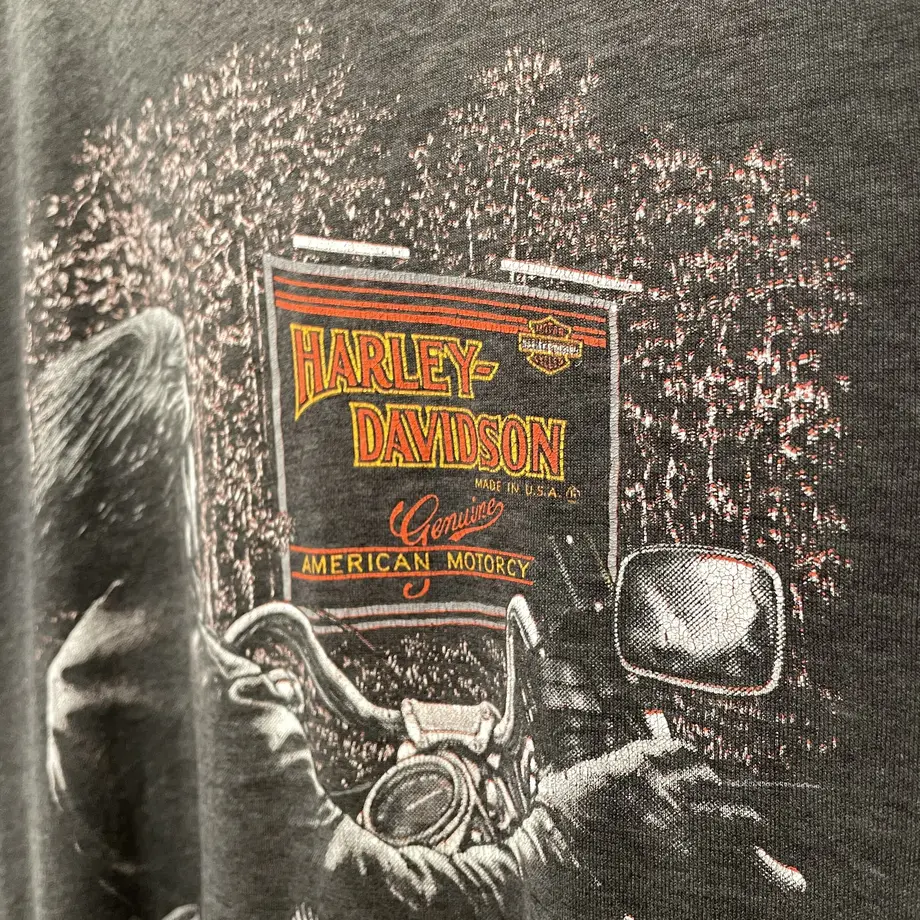 HARLEY-
DAVIDSON
MADE IN U.S.A. ®
Genuine
AMERICAN MOTORCY